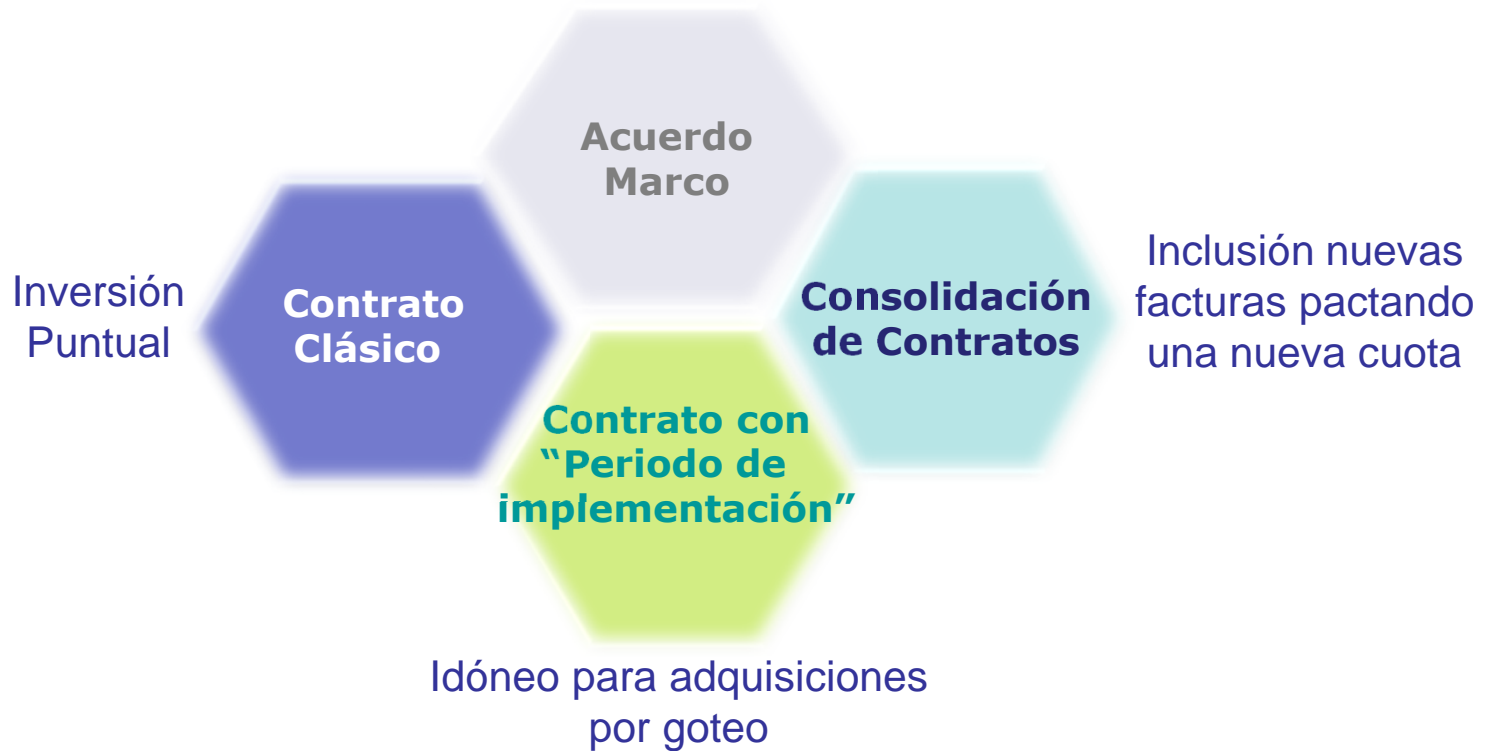 Acuerdo
Marco
Inversión
Puntual
Contrato
Clásico
Consolidación
de Contratos
Inclusión nuevas
facturas pactando
una nueva cuota
Contrato con
“Periodo de
implementación”
Idóneo para adquisiciones
por goteo